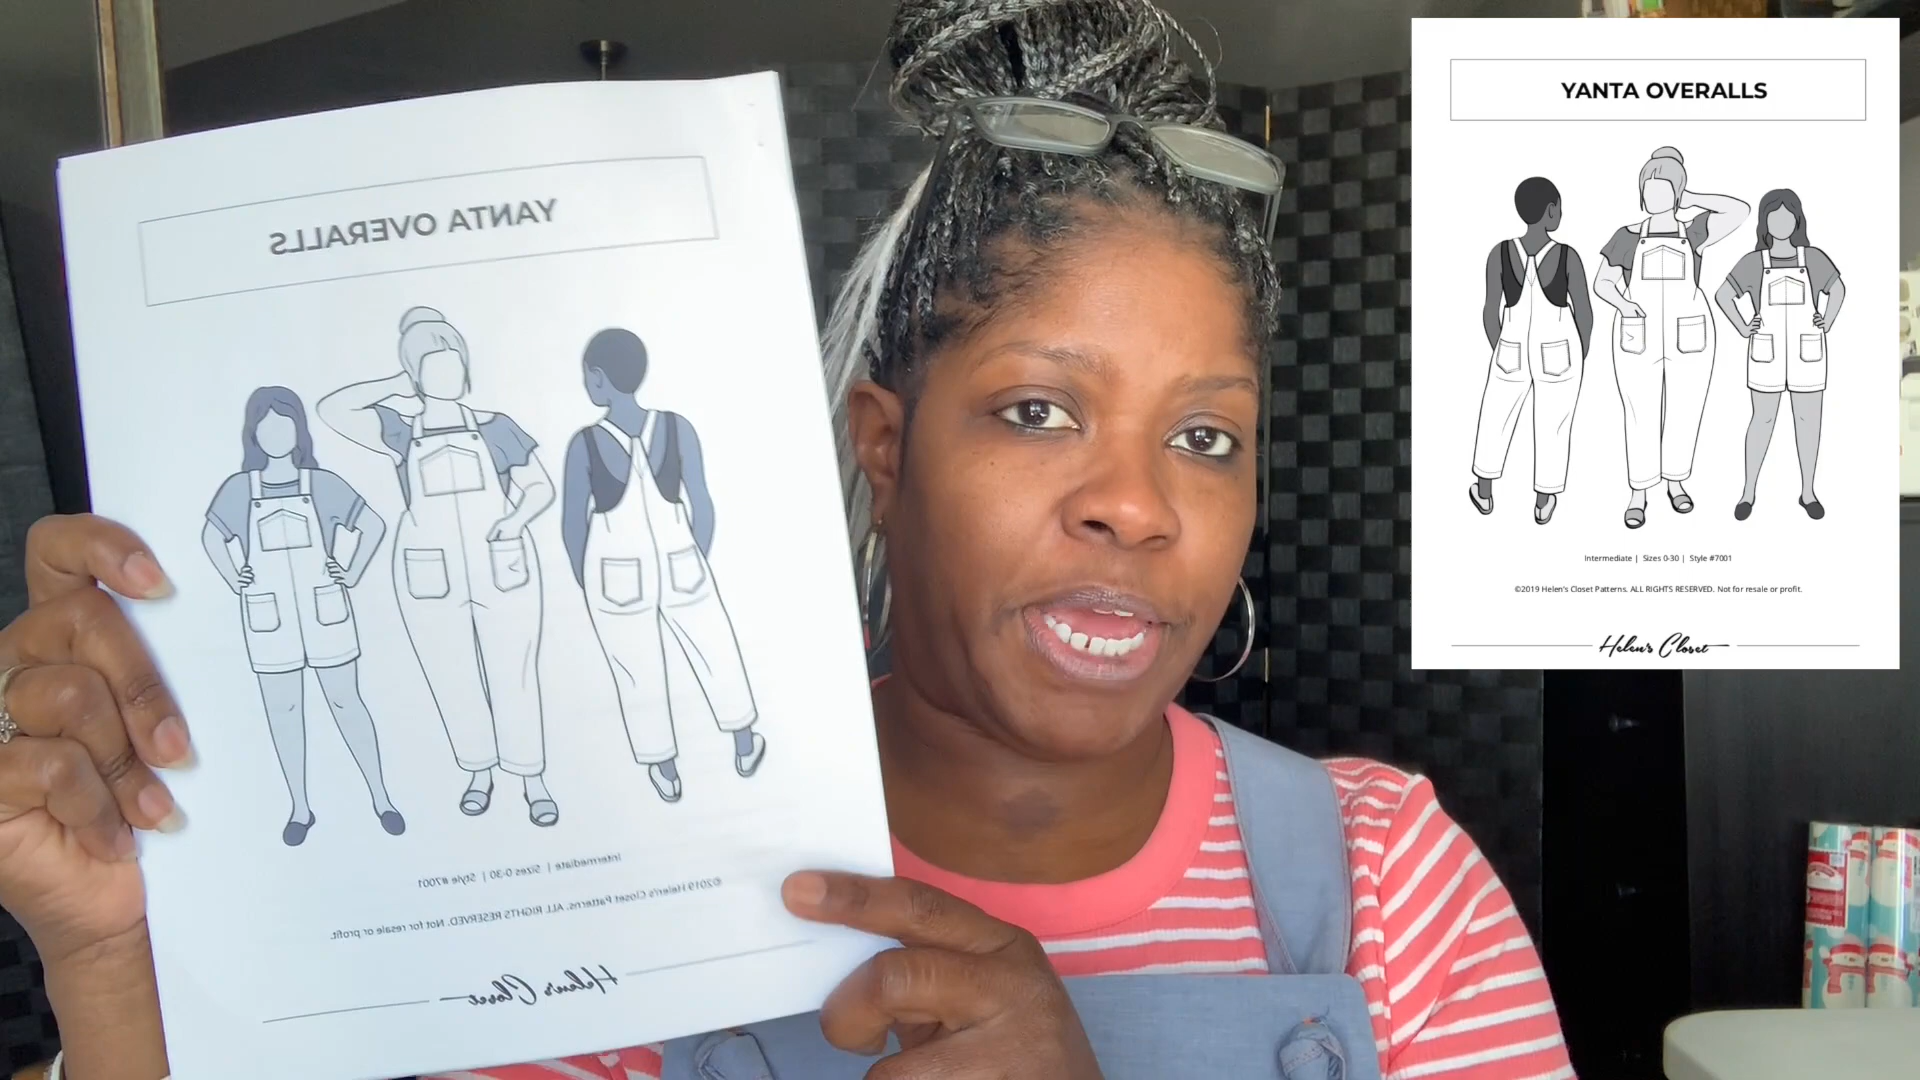 YANTA OVERALLS
Intermediate | Sizes 0-30 | Style #7001
©2019 Helen's Closet Patterns. ALL RIGHTS RESERVED. Not for resale or profit.
Helen's Closet
YANTA OVERALLS
Intermediate | Sizes 0-30 | Style #7001
©2019 Helen's Closet Patterns. ALL RIGHTS RESERVED. Not for resale or profit.
Helen's Closet